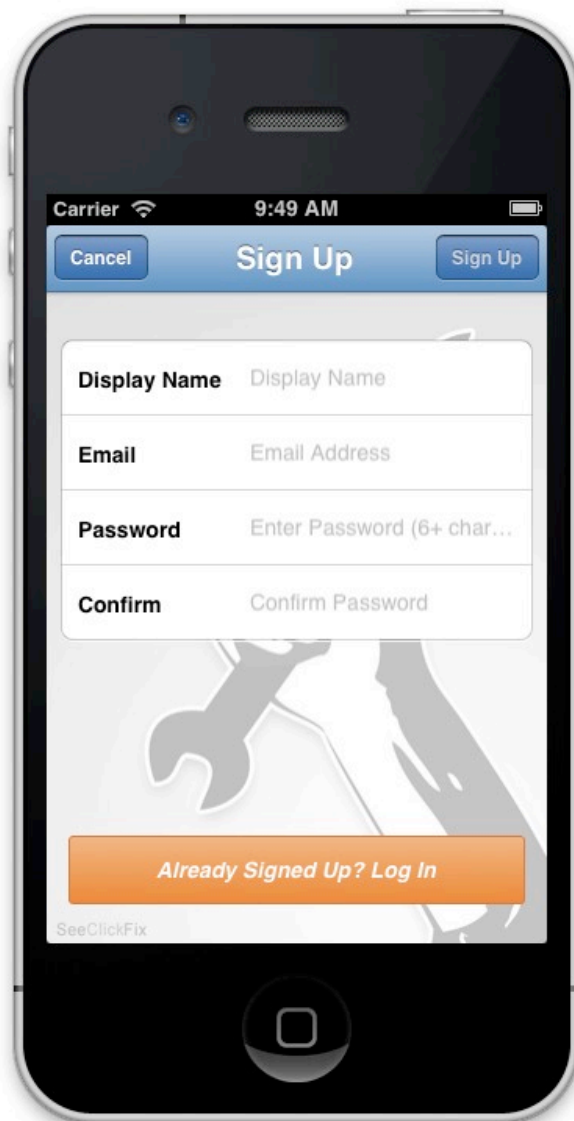 Carrier 9:49 AM
Cancel Sign Up Sign Up
Display Name Display Name
Email Email Address
Password Enter Password (6+ char...
Confirm Confirm Password
Already Signed Up? Log In
SeeClickFix